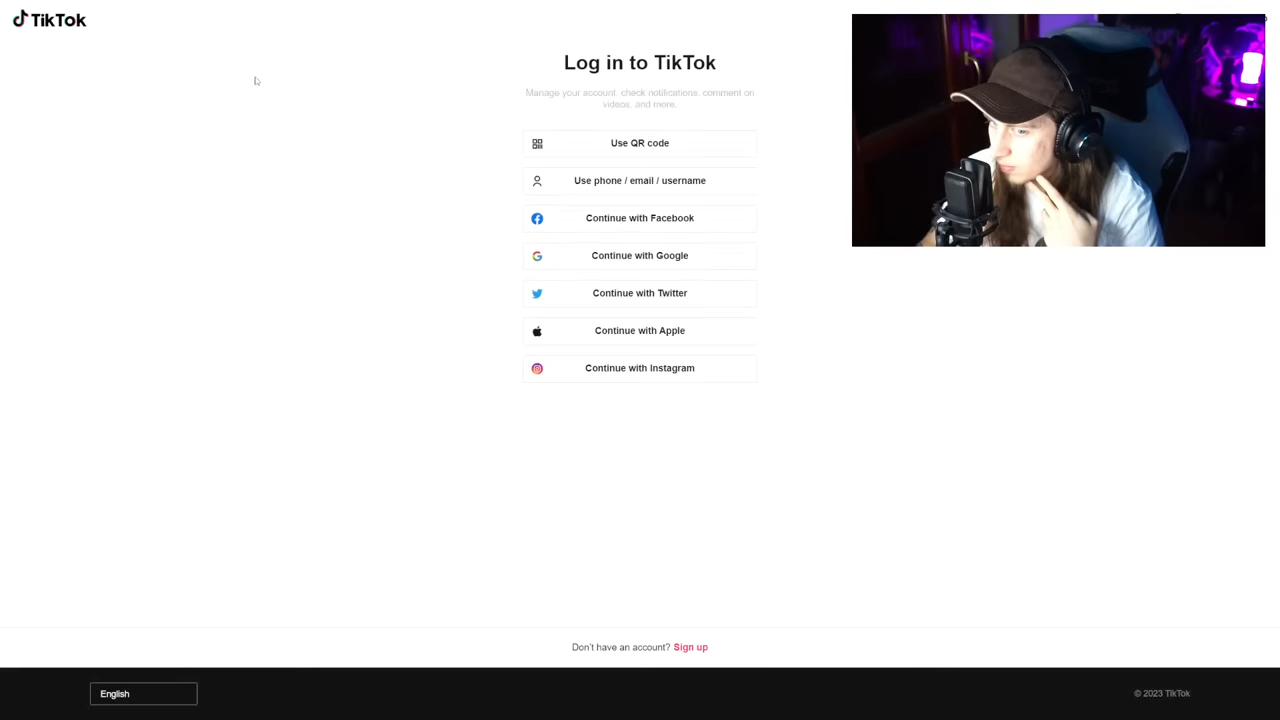 TikTok
Log in to TikTok
Manage your account, check notifications, comment on
videos, and more.
Use QR code
Use phone / email / username
Continue with Facebook
Continue with Google
Continue with Twitter
Continue with Apple
Continue with Instagram
Don't have an account? Sign up
English
© 2023 TikTok